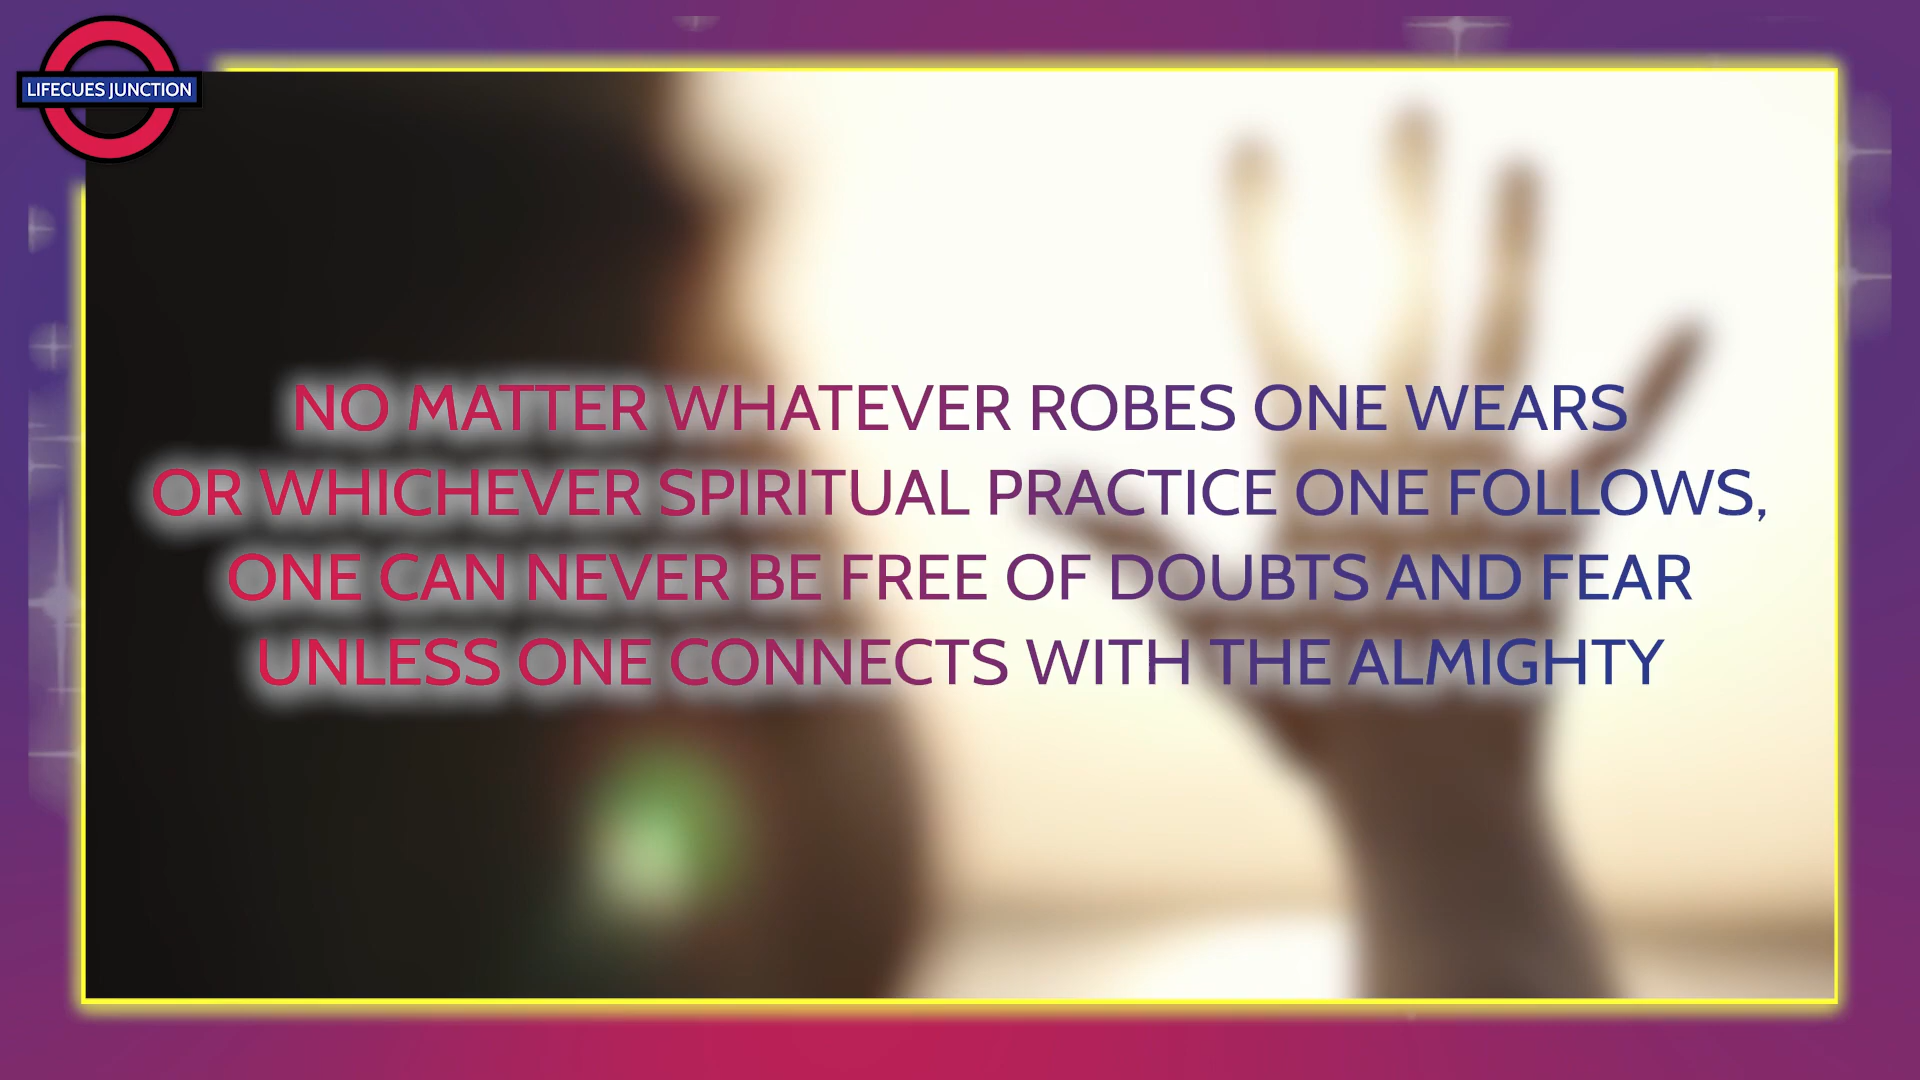 LIFECUES JUNCTION
NO MATTER WHATEVER ROBES ONE WEARS
OR WHICHEVER SPIRITUAL PRACTICE ONE FOLLOWS,
ONE CAN NEVER BE FREE OF DOUBTS AND FEAR
UNLESS ONE CONNECTS WITH THE ALMIGHTY